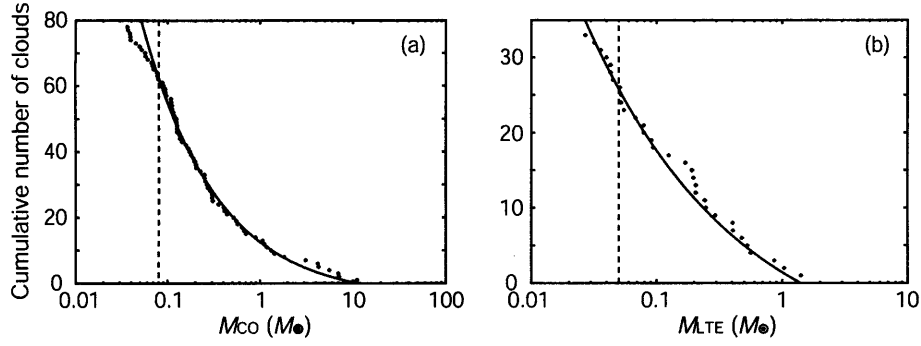 Cumulative number of clouds
80
60
40
20
0
(a)
0.01 0.1 1 10 100
MCO (M⊙)
30
20
10
0
(b)
0.01 0.1 1 10
MLTE (M⊙)